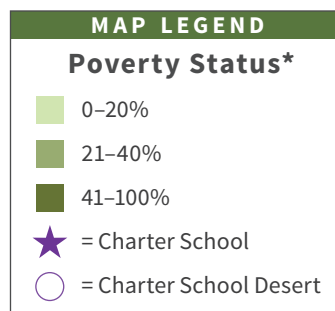 MAP LEGEND
Poverty Status*
0–20%
21–40%
41–100%
= Charter School
= Charter School Desert